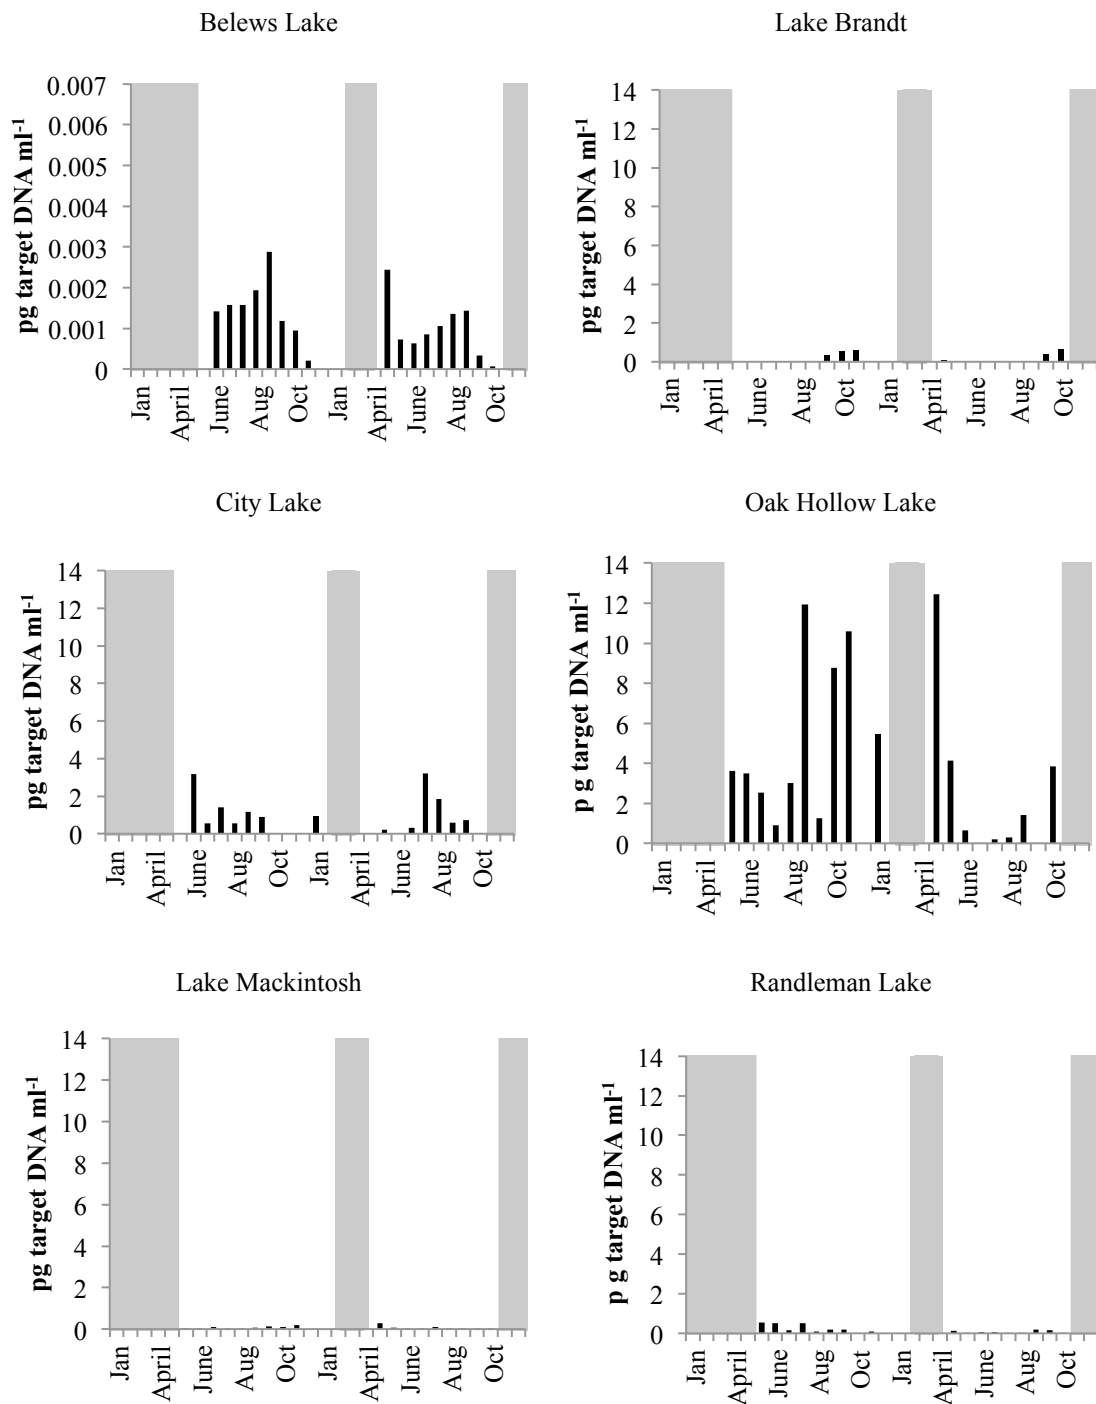 Belews Lake
pg target DNA ml-1
0.007
0.006
0.005
0.004
0.003
0.002
0.001
0
Jan April June Aug Oct Jan April June Aug Oct
Lake Brandt
pg target DNA ml-1
14
12
10
8
6
4
2
0
Jan April June Aug Oct Jan April June Aug Oct
City Lake
pg target DNA ml-1
14
12
10
8
6
4
2
0
Jan April June Aug Oct Jan April June Aug Oct
Oak Hollow Lake
p g target DNA ml-1
14
12
10
8
6
4
2
0
Jan April June Aug Oct Jan April June Aug Oct
Lake Mackintosh
pg target DNA ml-1
14
12
10
8
6
4
2
0
Jan April June Aug Oct Jan April June Aug Oct
Randleman Lake
p g target DNA ml-1
14
12
10
8
6
4
2
0
Jan April June Aug Oct Jan April June Aug Oct